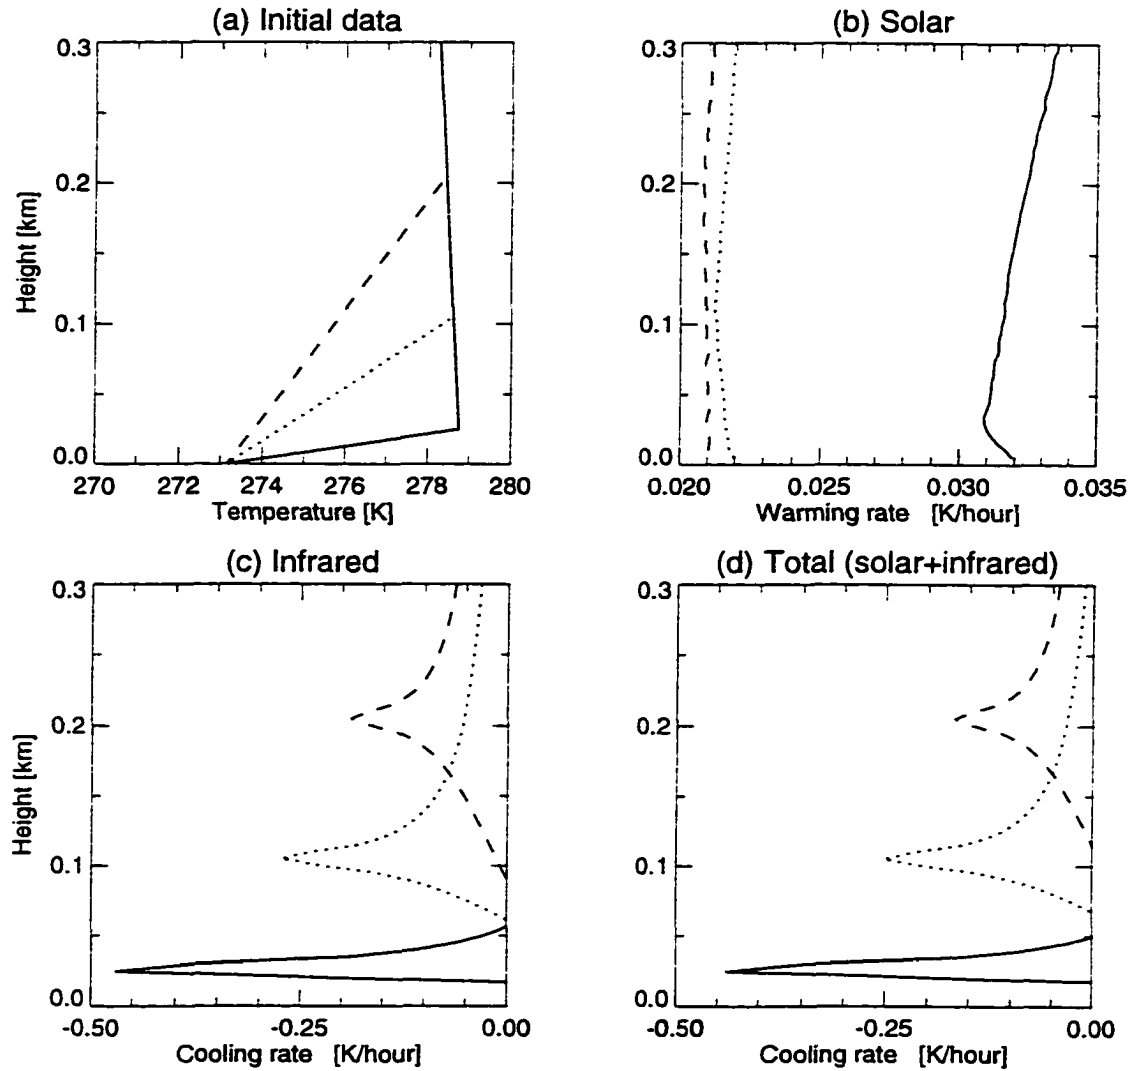 (a) Initial data
(b) Solar
0.3
0.2
0.1
0.0
Height [km]
270 272 274 276 278 280
Temperature [K]
0.3
0.2
0.1
0.0
0.020 0.025 0.030 0.035
Warming rate [K/hour]
(c) Infrared
(d) Total (solar+infrared)
0.3
0.2
0.1
0.0
Height [km]
-0.50 -0.25 0.00
Cooling rate [K/hour]
0.3
0.2
0.1
0.0
-0.50 -0.25 0.00
Cooling rate [K/hour]